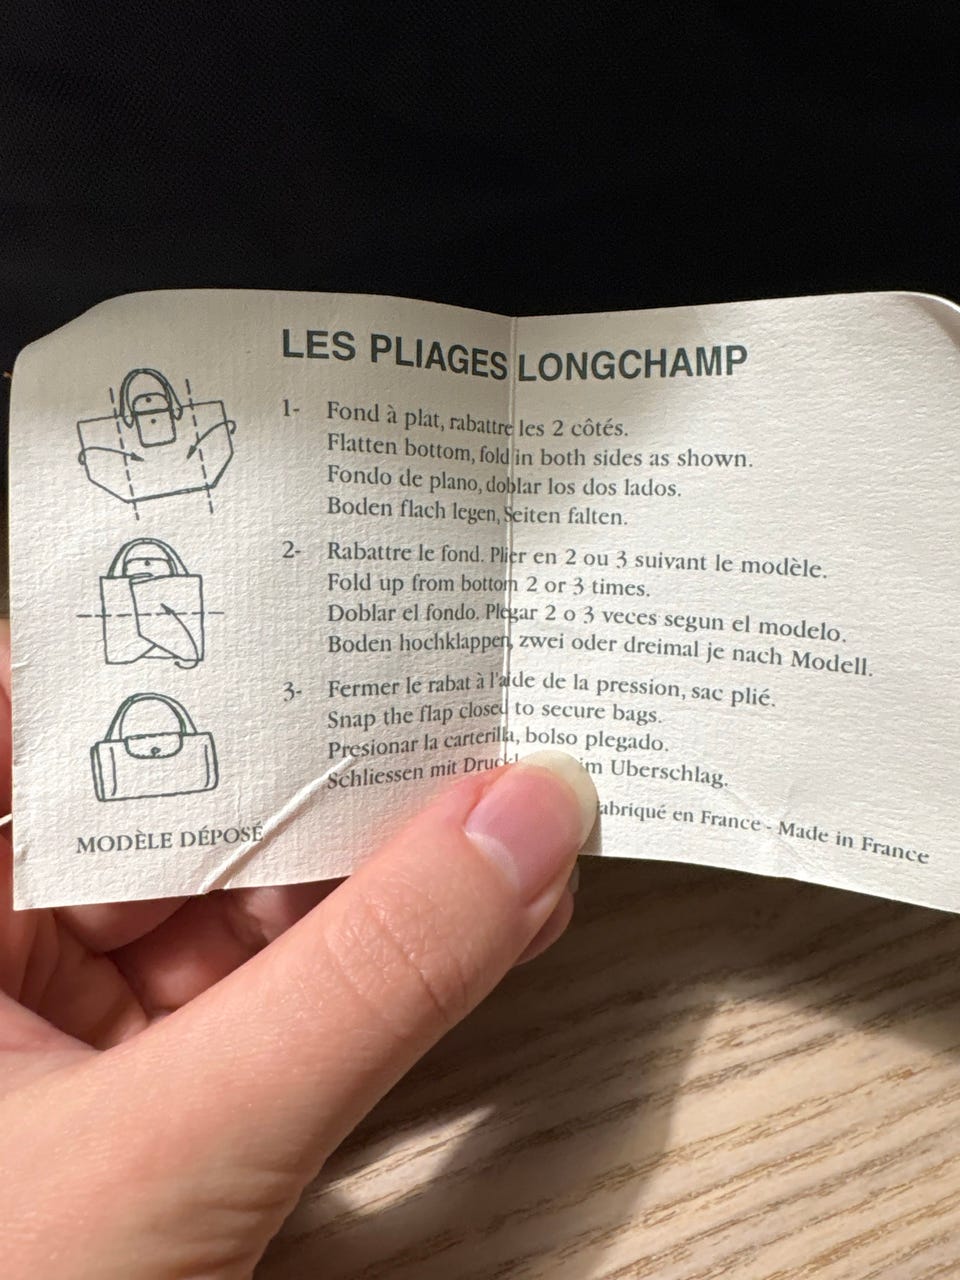 LES PLIAGES LONGCHAMP
1- Fond à plat, rabattre les 2 côtés.
Flatten bottom, fold in both sides as shown.
Fondo de plano, doblar los dos lados.
Boden flach legen, Seiten falten.
2- Rabattre le fond. Plier en 2 ou 3 suivant le modèle.
Fold up from bottom 2 or 3 times.
Doblar el fondo. Plegar 2 o 3 veces segun el modelo.
Boden hochklappen, zwei oder dreimal je nach Modell.
3- Fermer le rabat à l'aide de la pression, sac plié.
Snap the flap closed to secure bags.
Presionar la carterilla, bolso plegado.
Schliessen mit im Uberschlag.
MODÈLE DÉPOSÉ
abriqué en France - Made in France